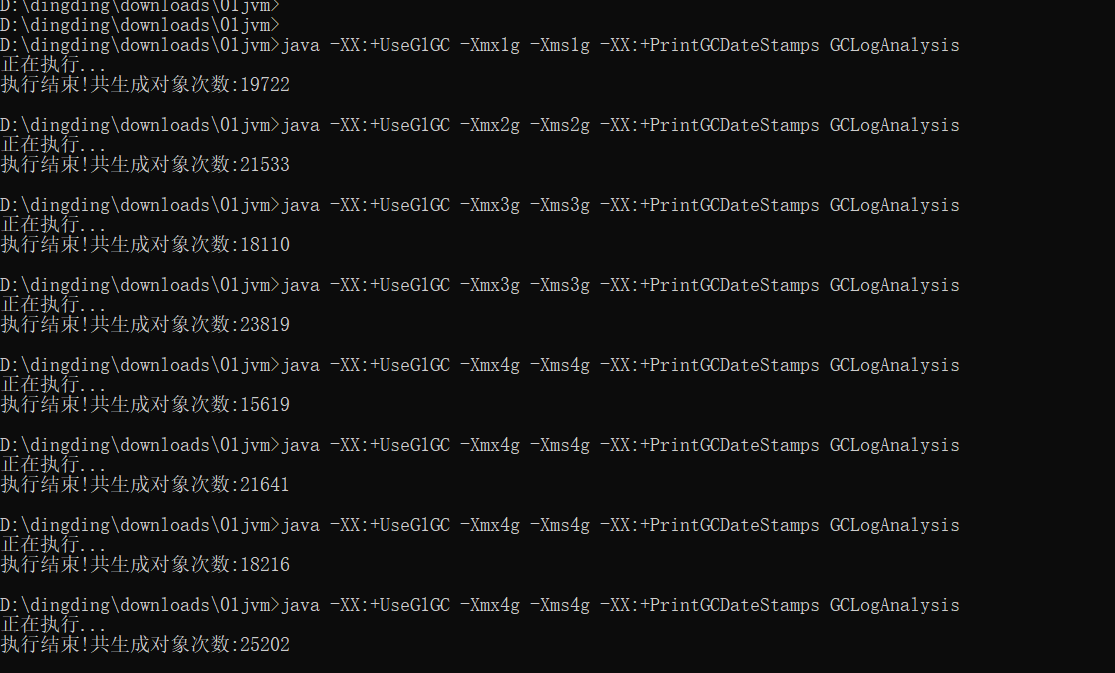 D:\dingding\downloads\01jvm>
D:\dingding\downloads\01jvm>
D:\dingding\downloads\01jvm>java -XX:+UseG1GC -Xmx1g -Xms1g -XX:+PrintGCDateStamps GCLogAnalysis
正在执行...
执行结束!共生成对象次数:19722
D:\dingding\downloads\01jvm>java -XX:+UseG1GC -Xmx2g -Xms2g -XX:+PrintGCDateStamps GCLogAnalysis
正在执行...
执行结束!共生成对象次数:21533
D:\dingding\downloads\01jvm>java -XX:+UseG1GC -Xmx3g -Xms3g -XX:+PrintGCDateStamps GCLogAnalysis
正在执行...
执行结束!共生成对象次数:18110
D:\dingding\downloads\01jvm>java -XX:+UseG1GC -Xmx3g -Xms3g -XX:+PrintGCDateStamps GCLogAnalysis
正在执行...
执行结束!共生成对象次数:23819
D:\dingding\downloads\01jvm>java -XX:+UseG1GC -Xmx4g -Xms4g -XX:+PrintGCDateStamps GCLogAnalysis
正在执行...
执行结束!共生成对象次数:15619
D:\dingding\downloads\01jvm>java -XX:+UseG1GC -Xmx4g -Xms4g -XX:+PrintGCDateStamps GCLogAnalysis
正在执行...
执行结束!共生成对象次数:21641
D:\dingding\downloads\01jvm>java -XX:+UseG1GC -Xmx4g -Xms4g -XX:+PrintGCDateStamps GCLogAnalysis
正在执行...
执行结束!共生成对象次数:18216
D:\dingding\downloads\01jvm>java -XX:+UseG1GC -Xmx4g -Xms4g -XX:+PrintGCDateStamps GCLogAnalysis
正在执行...
执行结束!共生成对象次数:25202